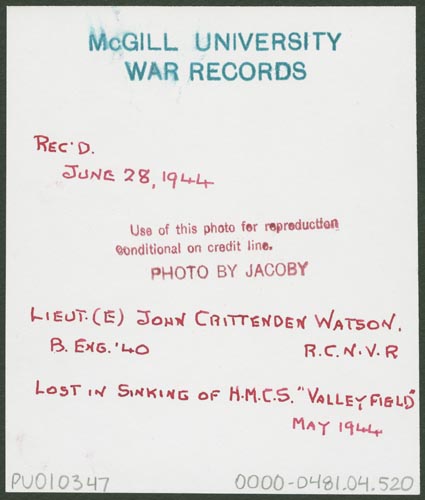 McGILL UNIVERSITY
WAR RECORDS
REC'D.
JUNE 28, 1944
Use of this photo for reproduction
conditional on credit line.
PHOTO BY JACOBY
LIEUT. (E) JOHN CRITTENDEN WATSON.
B. ENG. '40 R.C.N.V.R
LOST IN SINKING OF H.M.C.S. "VALLEYFIELD"
MAY 1944
PU010347 0000-0481.04.520